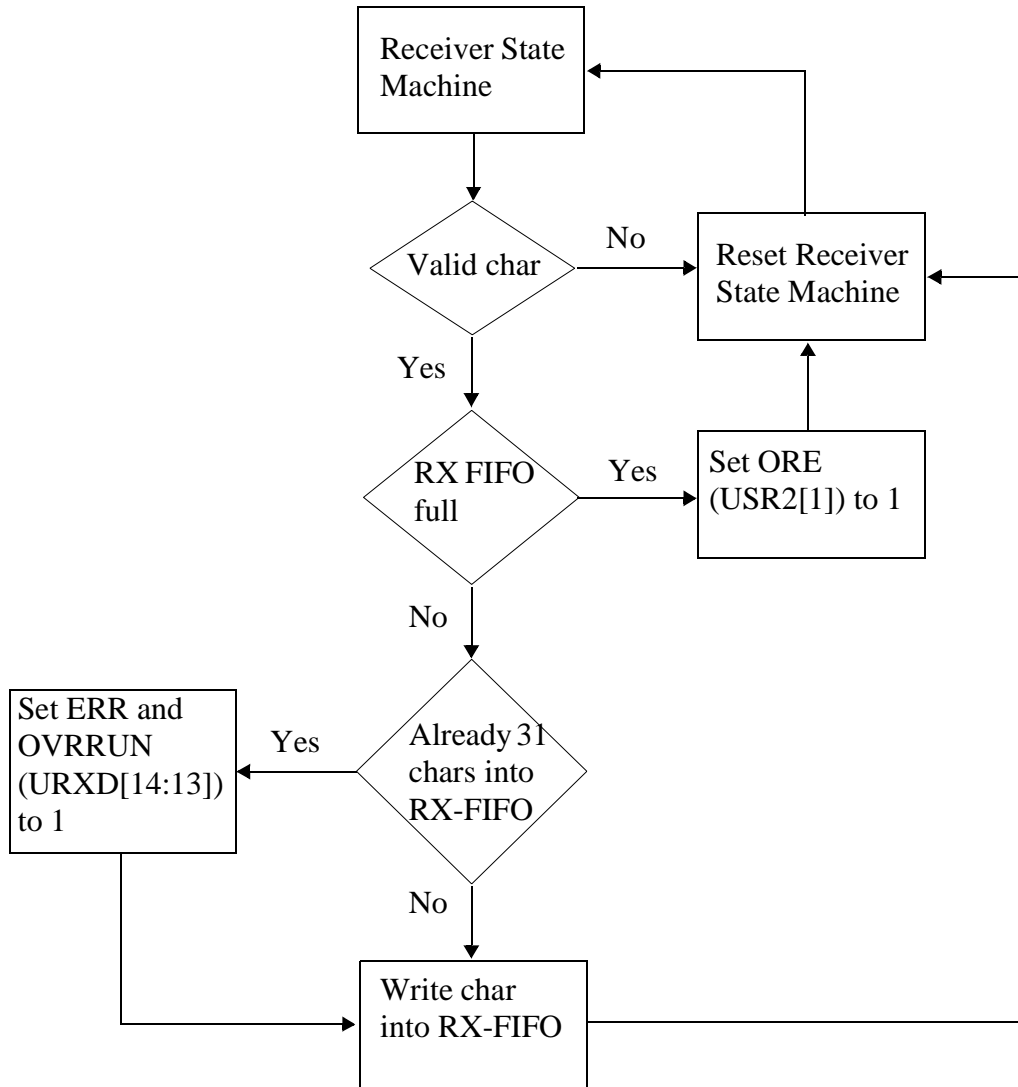 Receiver State
Machine
Valid char
No
Reset Receiver
State Machine
Yes
RX FIFO
full
Yes
Set ORE
(USR2[1]) to 1
No
Set ERR and
OVRRUN
(URXD[14:13])
to 1
Yes
Already 31
chars into
RX-FIFO
No
Write char
into RX-FIFO